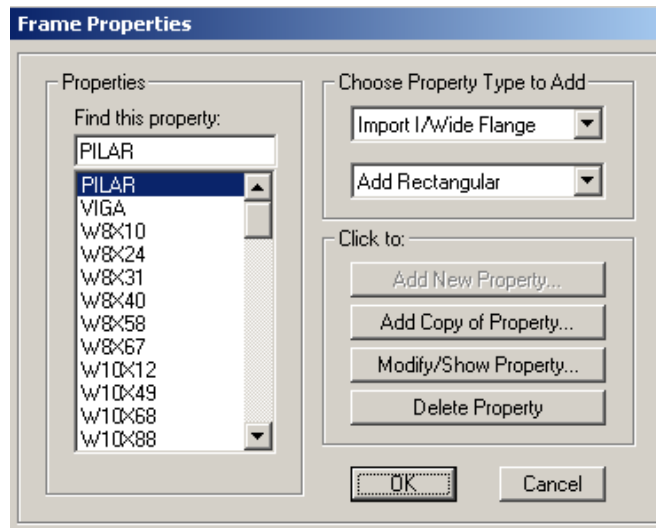 Frame Properties
Properties
Find this property:
PILAR
PILAR
VIGA
W8X10
W8X24
W8X31
W8X40
W8X58
W8X67
W10X12
W10X49
W10X68
W10X88
Choose Property Type to Add
Import I/Wide Flange
Add Rectangular
Click to:
Add New Property...
Add Copy of Property...
Modify/Show Property...
Delete Property
OK
Cancel